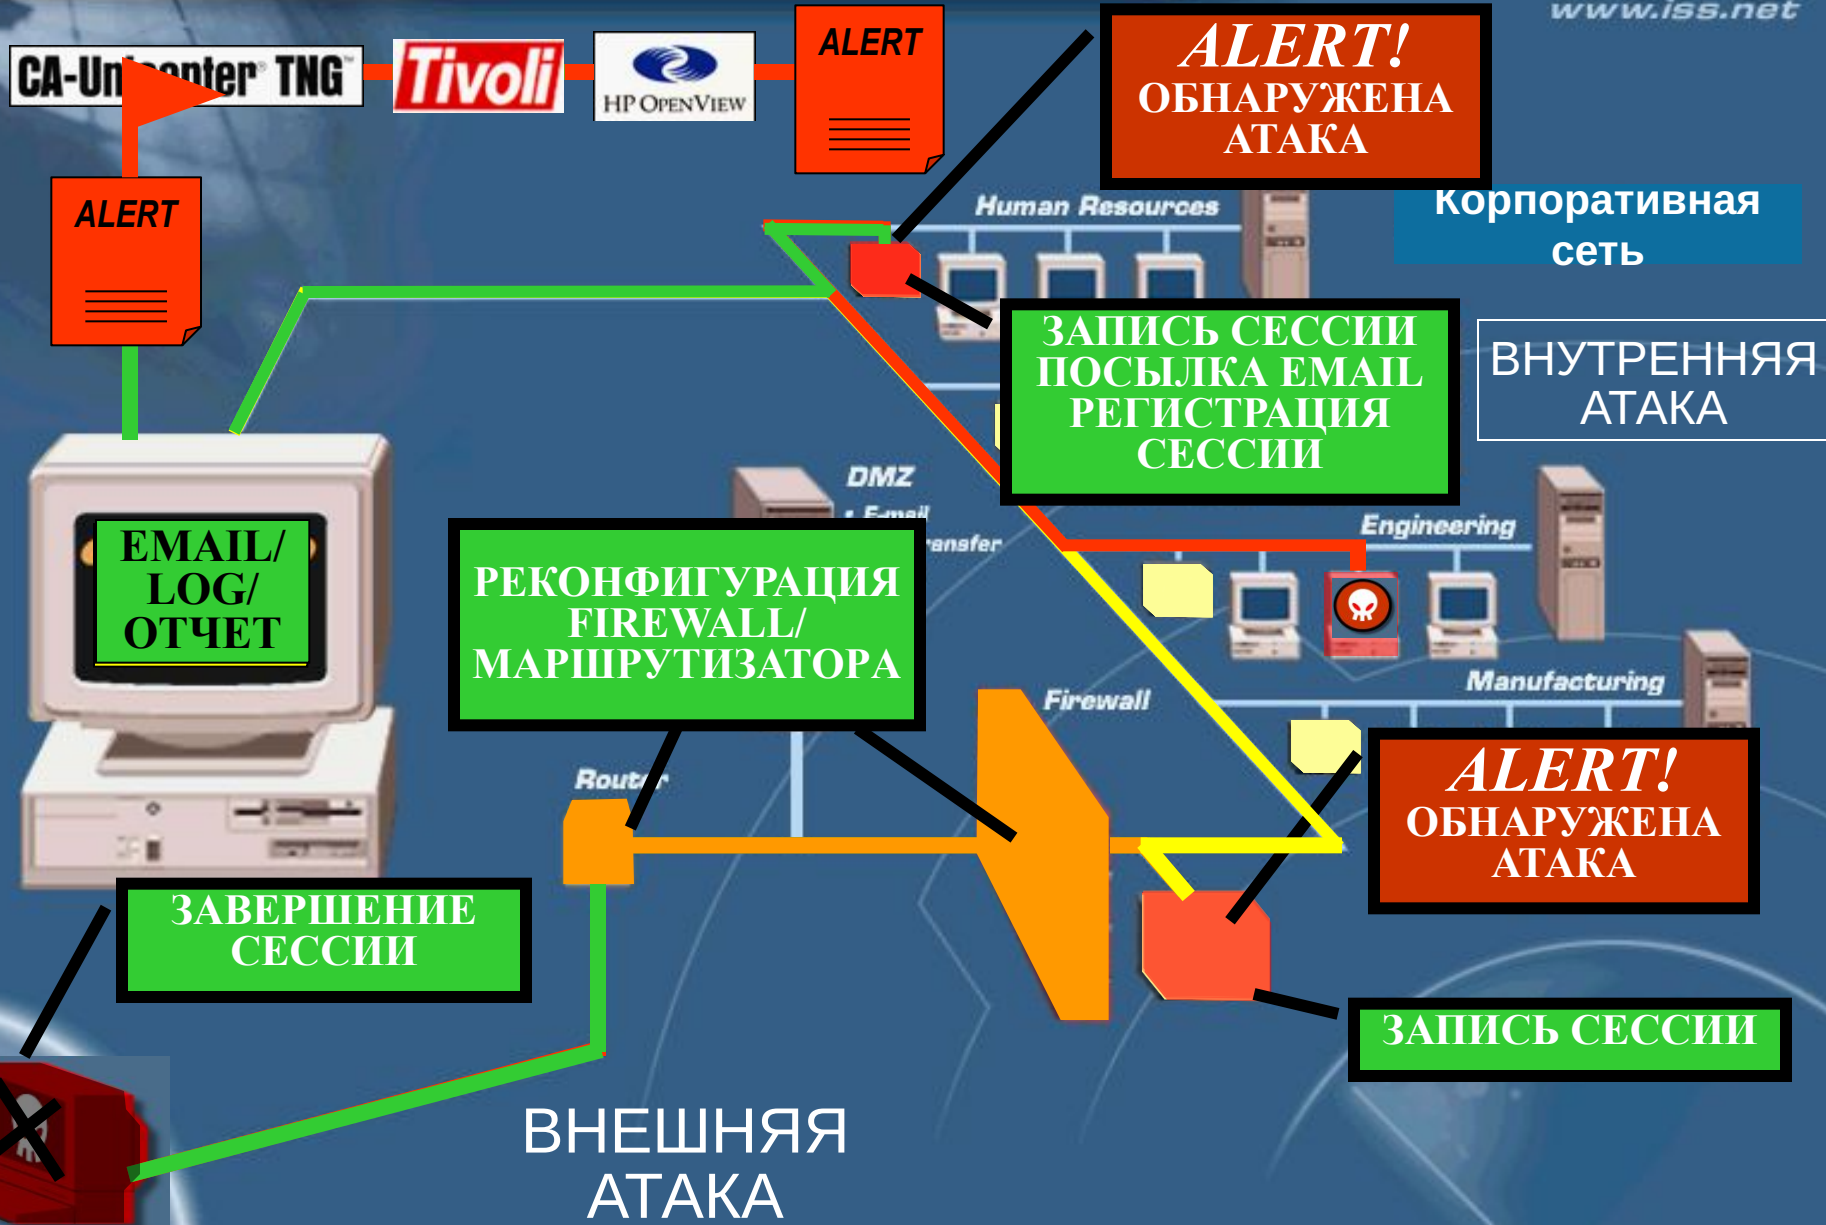 www.iss.net
CA-Unicenter TNG
Tivoli
HP OPENVIEW
ALERT
ALERT!
ОБНАРУЖЕНА
АТАКА
ALERT
Human Resources
Корпоративная
сеть
ЗАПИСЬ СЕССИИ
ПОСЫЛКА EMAIL
РЕГИСТРАЦИЯ
СЕССИИ
ВНУТРЕННЯЯ
АТАКА
DMZ
• E-mail
EMAIL/
LOG/
ОТЧЕТ
РЕКОНФИГУРАЦИЯ
FIREWALL/
МАРШРУТИЗАТОРА
Engineering
Manufacturing
Firewall
Router
ALERT!
ОБНАРУЖЕНА
АТАКА
ЗАВЕРШЕНИЕ
СЕССИИ
ЗАПИСЬ СЕССИИ
ВНЕШНЯЯ
АТАКА